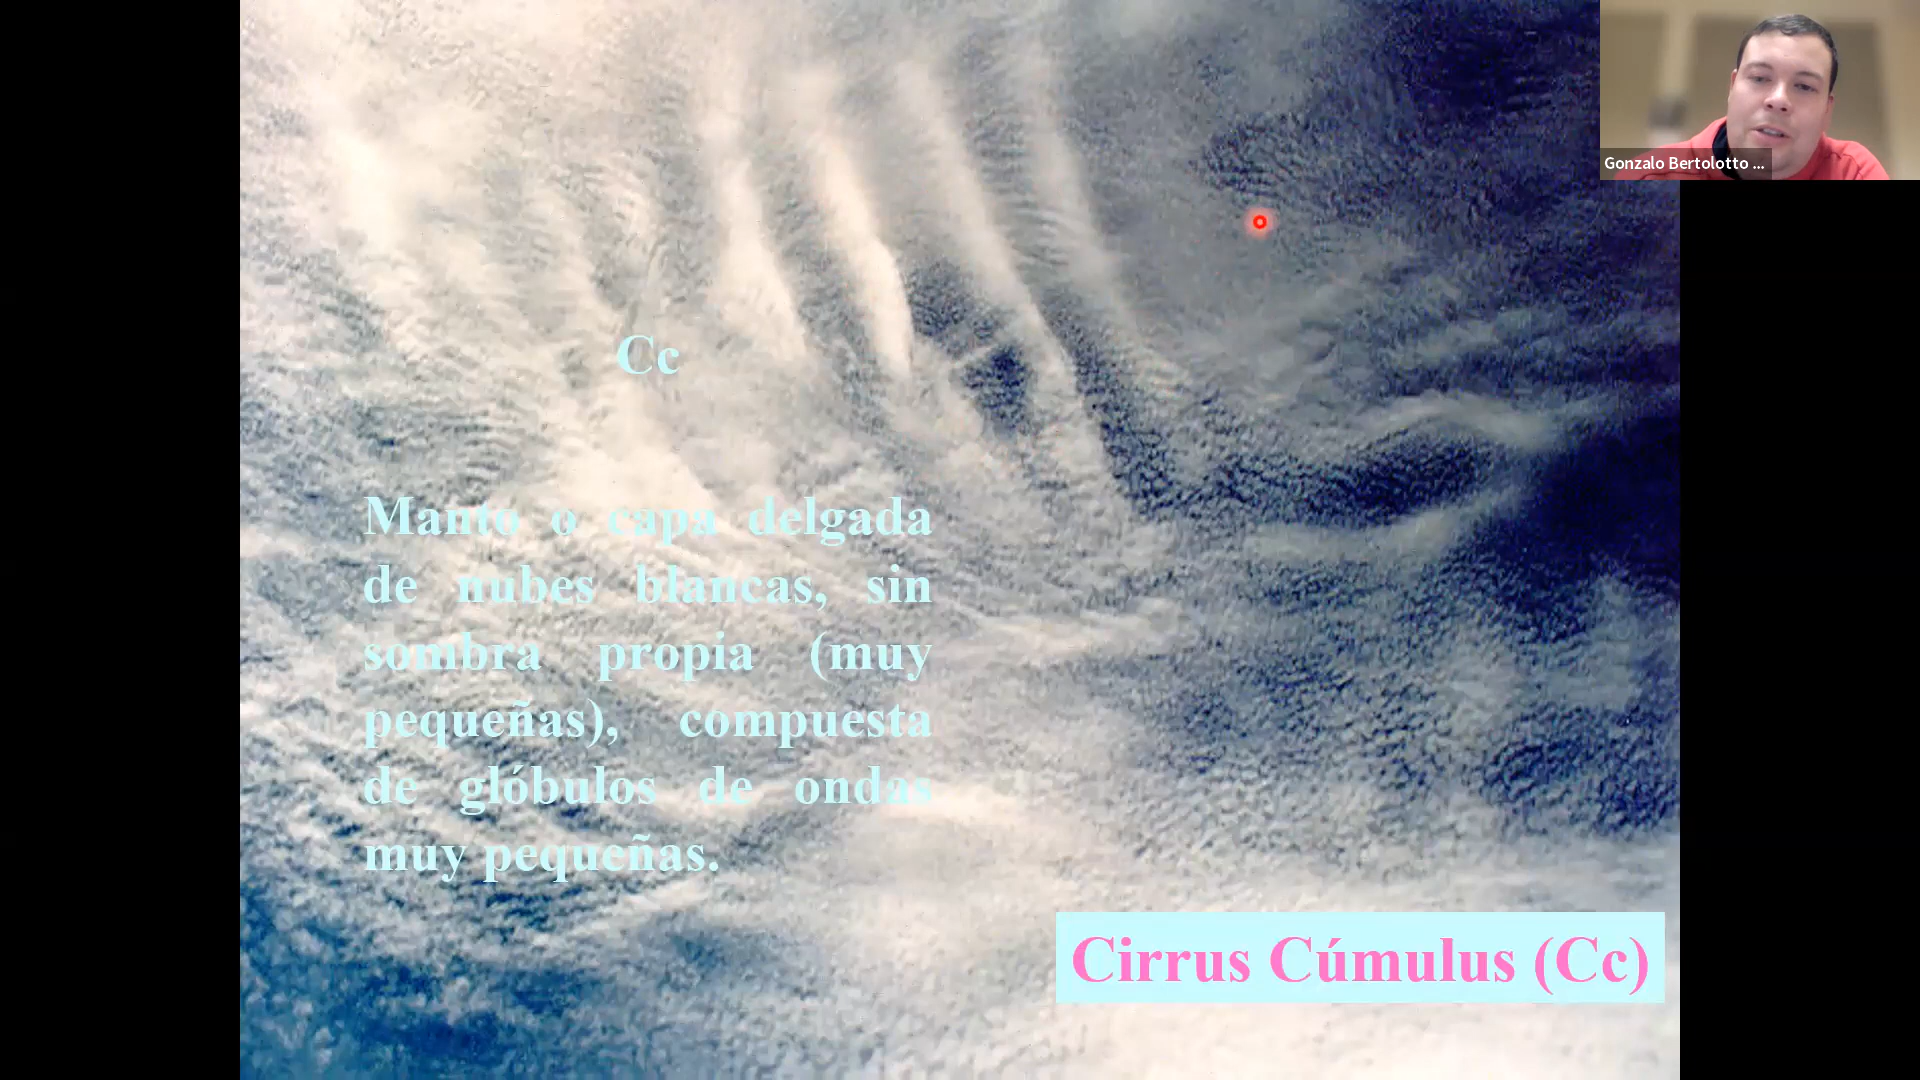 Gonzalo Bertolotto ...
Cc
Manto o capa delgada
de nubes blancas, sin
sombra propia (muy
pequeñas), compuesta
de glóbulos de ondas
muy pequeñas.
Cirrus Cúmulus (Cc)